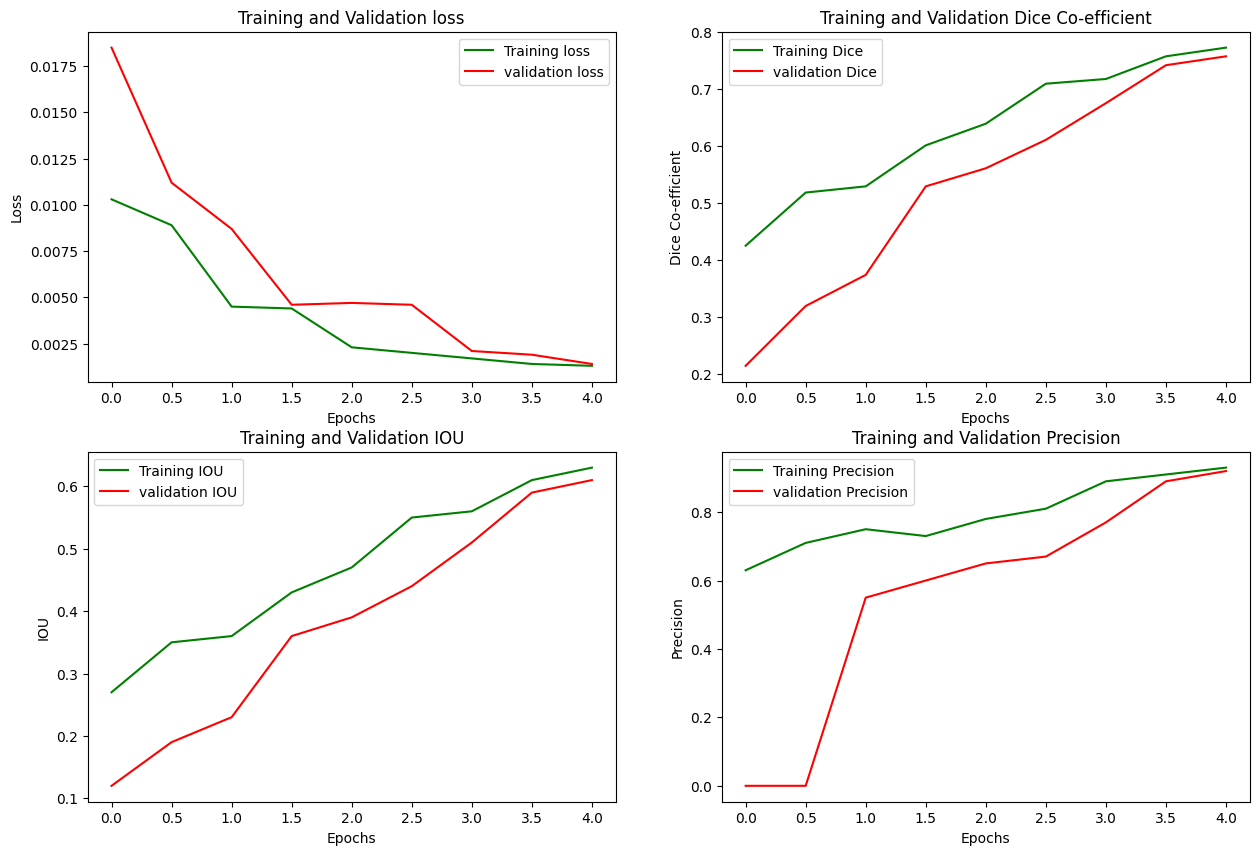 Training and Validation loss
Training loss
validation loss
0.0175
0.0150
0.0125
0.0100
0.0075
0.0050
0.0025
Loss
0.0 0.5 1.0 1.5 2.0 2.5 3.0 3.5 4.0
Epochs
Training and Validation Dice Co-efficient
Training Dice
validation Dice
0.8
0.7
0.6
0.5
0.4
0.3
0.2
Dice Co-efficient
0.0 0.5 1.0 1.5 2.0 2.5 3.0 3.5 4.0
Epochs
Training and Validation IOU
Training IOU
validation IOU
0.6
0.5
0.4
0.3
0.2
0.1
IOU
0.0 0.5 1.0 1.5 2.0 2.5 3.0 3.5 4.0
Epochs
Training and Validation Precision
Training Precision
validation Precision
0.8
0.6
0.4
0.2
0.0
Precision
0.0 0.5 1.0 1.5 2.0 2.5 3.0 3.5 4.0
Epochs